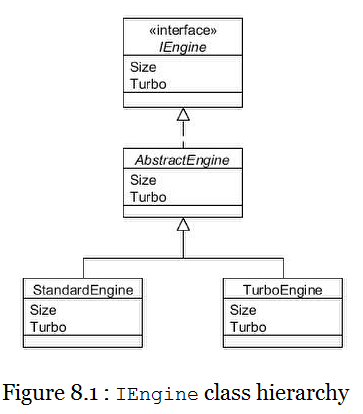 «interface»
IEngine
Size
Turbo
AbstractEngine
Size
Turbo
StandardEngine
Size
Turbo
TurboEngine
Size
Turbo
Figure 8.1 : IEngine class hierarchy